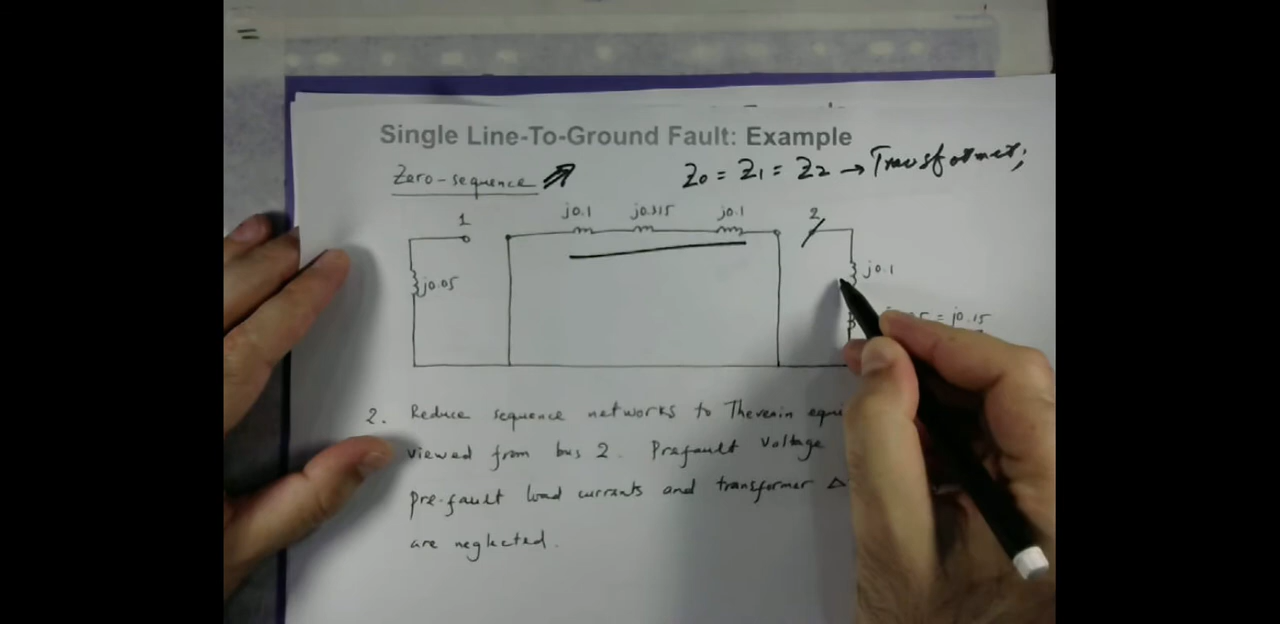 Single Line-To-Ground Fault: Example
Zero-sequence
Z0 = Z1 = Z2 → Transformer;
1
j0.1
j0.315
j0.1
2
j0.05
j0.1
= j0.15
2. Reduce sequence networks to Thevenin
viewed from bus 2. Prefault Voltage
pre-fault load currents and transformer Δ
are neglected.